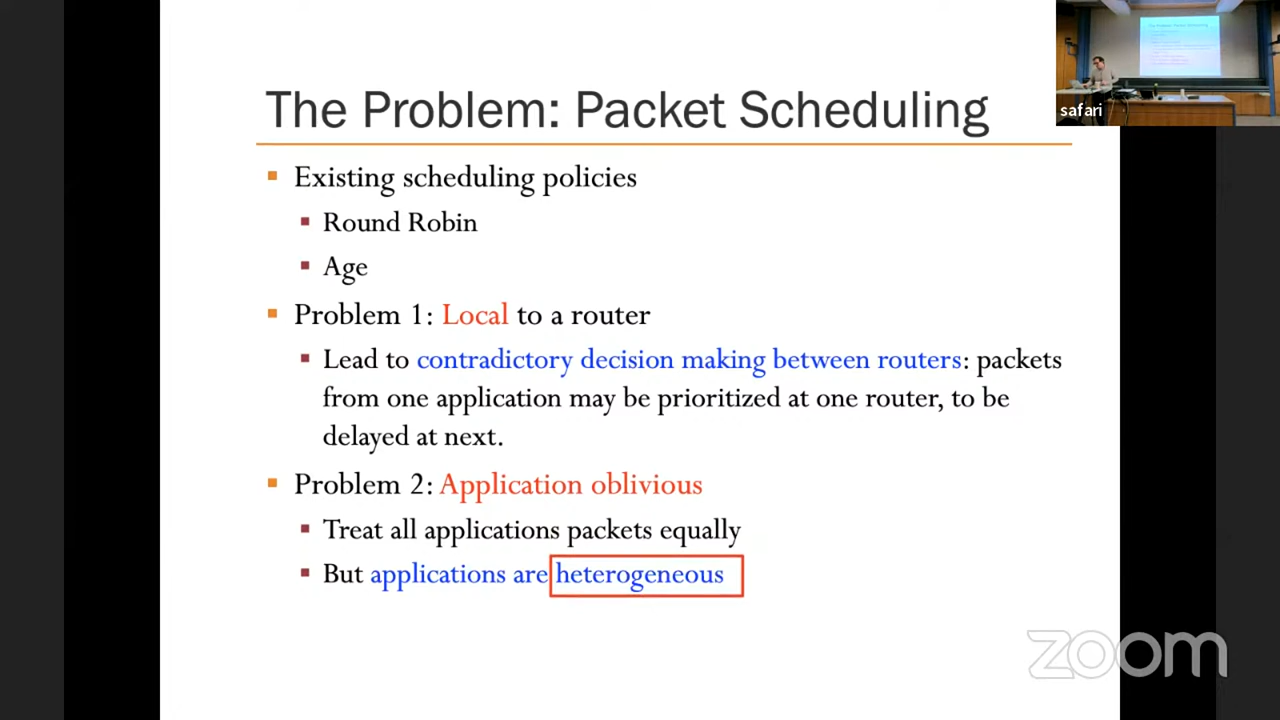 The Problem: Packet Scheduling
Existing scheduling policies
Round Robin
Age
Problem 1: Local to a router
Lead to contradictory decision making between routers: packets
from one application may be prioritized at one router, to be
delayed at next.
Problem 2: Application oblivious
Treat all applications packets equally
But applications are heterogeneous
safari
zoom